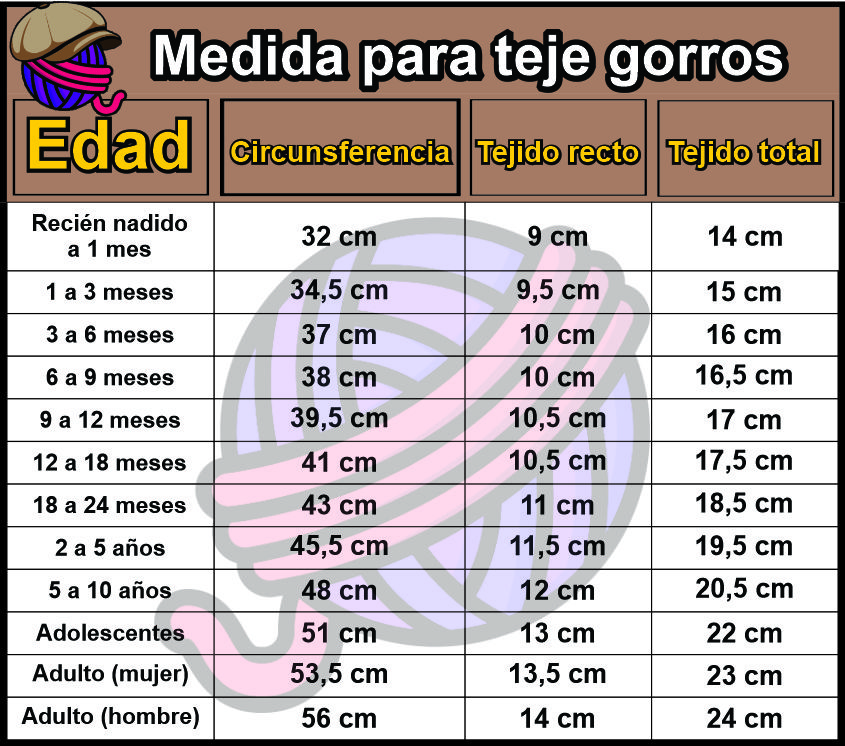 Medida para teje gorros
Edad Circunsferencia Tejido recto Tejido total
Recién nadido
a 1 mes 32 cm 9 cm 14 cm
1 a 3 meses 34,5 cm 9,5 cm 15 cm
3 a 6 meses 37 cm 10 cm 16 cm
6 a 9 meses 38 cm 10 cm 16,5 cm
9 a 12 meses 39,5 cm 10,5 cm 17 cm
12 a 18 meses 41 cm 10,5 cm 17,5 cm
18 a 24 meses 43 cm 11 cm 18,5 cm
2 a 5 años 45,5 cm 11,5 cm 19,5 cm
5 a 10 años 48 cm 12 cm 20,5 cm
Adolescentes 51 cm 13 cm 22 cm
Adulto (mujer) 53,5 cm 13,5 cm 23 cm
Adulto (hombre) 56 cm 14 cm 24 cm